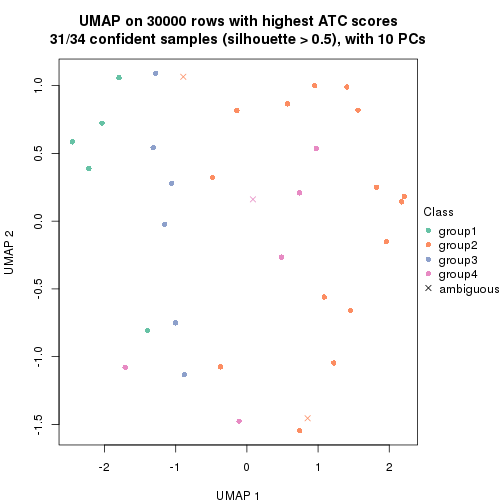 UMAP on 30000 rows with highest ATC scores
31/34 confident samples (silhouette > 0.5), with 10 PCs
1.0
0.5
0.0
-0.5
-1.0
-1.5
UMAP 2
-2
-1
0
1
2
UMAP 1
Class
group1
group2
group3
group4
ambiguous